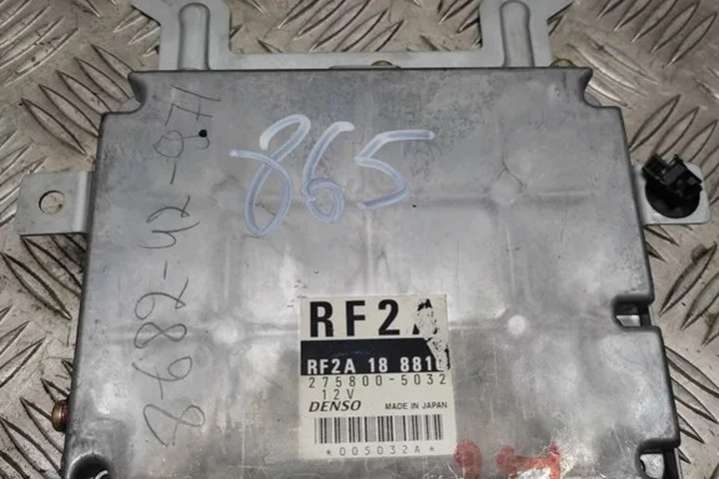 865
RF2A
RF2A 18 881
275800-5032
12V
DENSO MADE IN JAPAN
*005032A*